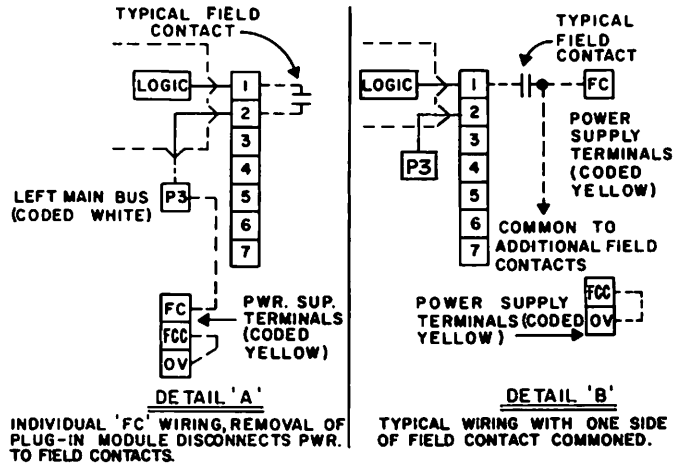 TYPICAL FIELD
CONTACT
LOGIC
1
2
3
4
5
6
7
LEFT MAIN BUS
(CODED WHITE)
P3
FC
FCC
OV
PWR. SUP.
TERMINALS
(CODED
YELLOW)
DETAIL 'A'
INDIVIDUAL 'FC' WIRING, REMOVAL OF
PLUG-IN MODULE DISCONNECTS PWR.
TO FIELD CONTACTS.
TYPICAL
FIELD
CONTACT
LOGIC
1
2
3
4
5
6
7
FC
P3
POWER
SUPPLY
TERMINALS
(CODED
YELLOW)
COMMON TO
ADDITIONAL FIELD
CONTACTS
FCC
OV
POWER SUPPLY
TERMINALS (CODED
YELLOW)
DETAIL 'B'
TYPICAL WIRING WITH ONE SIDE
OF FIELD CONTACT COMMONED.